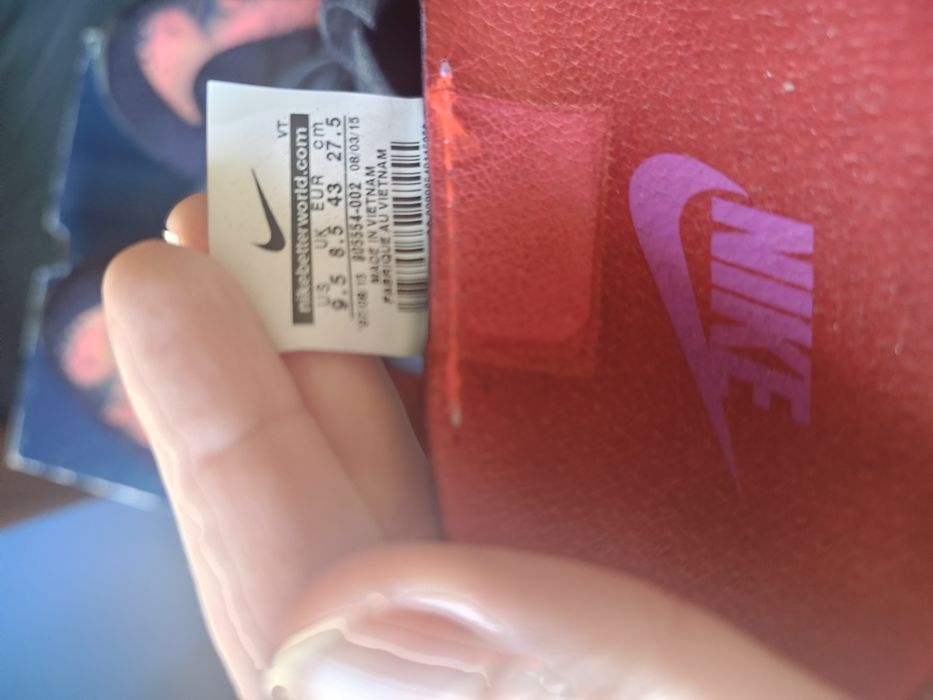 VT.
nikebetterworld.com
US UK EUR cm
9.5 8.5 43 27.5
805554-002 08/03/15
MADE IN VIETNAM
FABRIQUE AU VIETNAM
NIKE